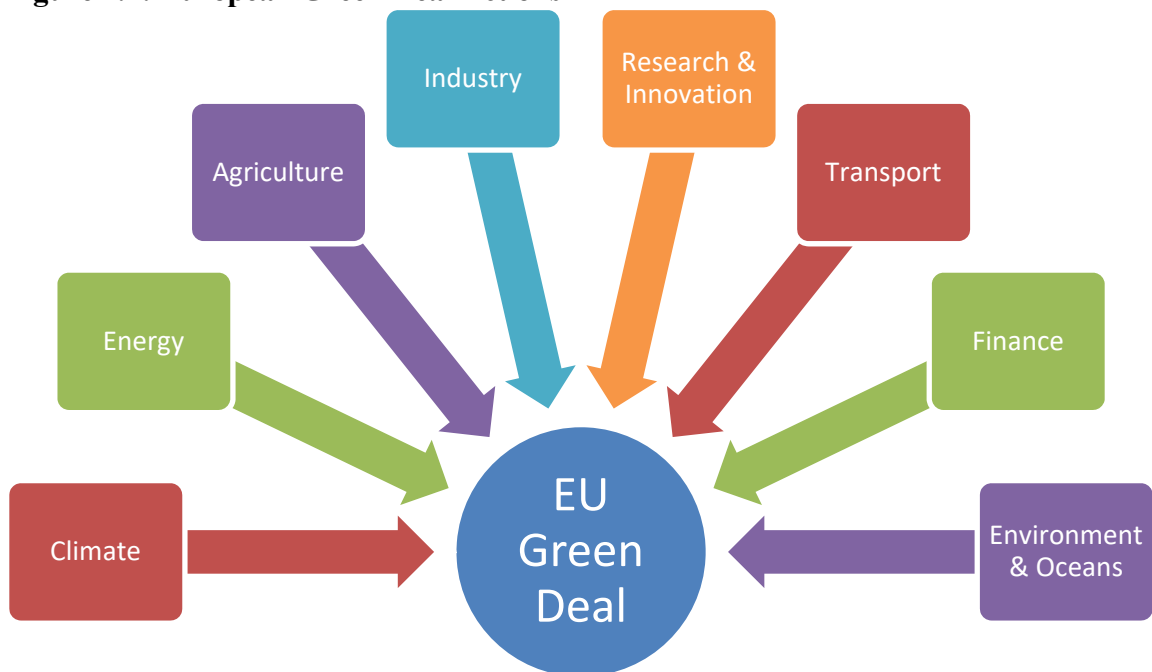 Industry
Research &
Innovation
Agriculture
Transport
Energy
Finance
Climate
EU
Green
Deal
Environment
& Oceans